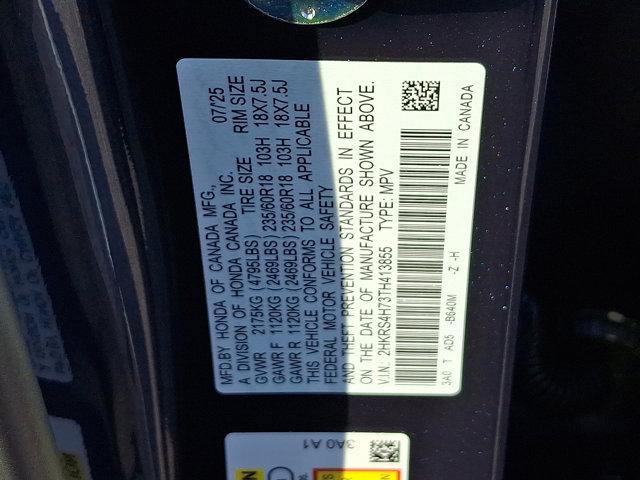 MFD.BY HONDA OF CANADA MFG., 07/25
A DIVISION OF HONDA CANADA INC.
TIRE SIZE RIM SIZE
GVWR 2175KG (4795LBS)
GAWR F 1120KG (2469LBS) 235/60R18 103H 18X7.5J
GAWR R 1120KG (2469LBS) 235/60R18 103H 18X7.5J
THIS VEHICLE CONFORMS TO ALL APPLICABLE
FEDERAL MOTOR VEHICLE SAFETY
AND THEFT PREVENTION STANDARDS IN EFFECT
ON THE DATE OF MANUFACTURE SHOWN ABOVE.
V.I.N.: 2HKRS4H73TH413855 TYPE: MPV
3A0 T AD5 -B640M -Z -H
MADE IN CANADA
3A0 A1